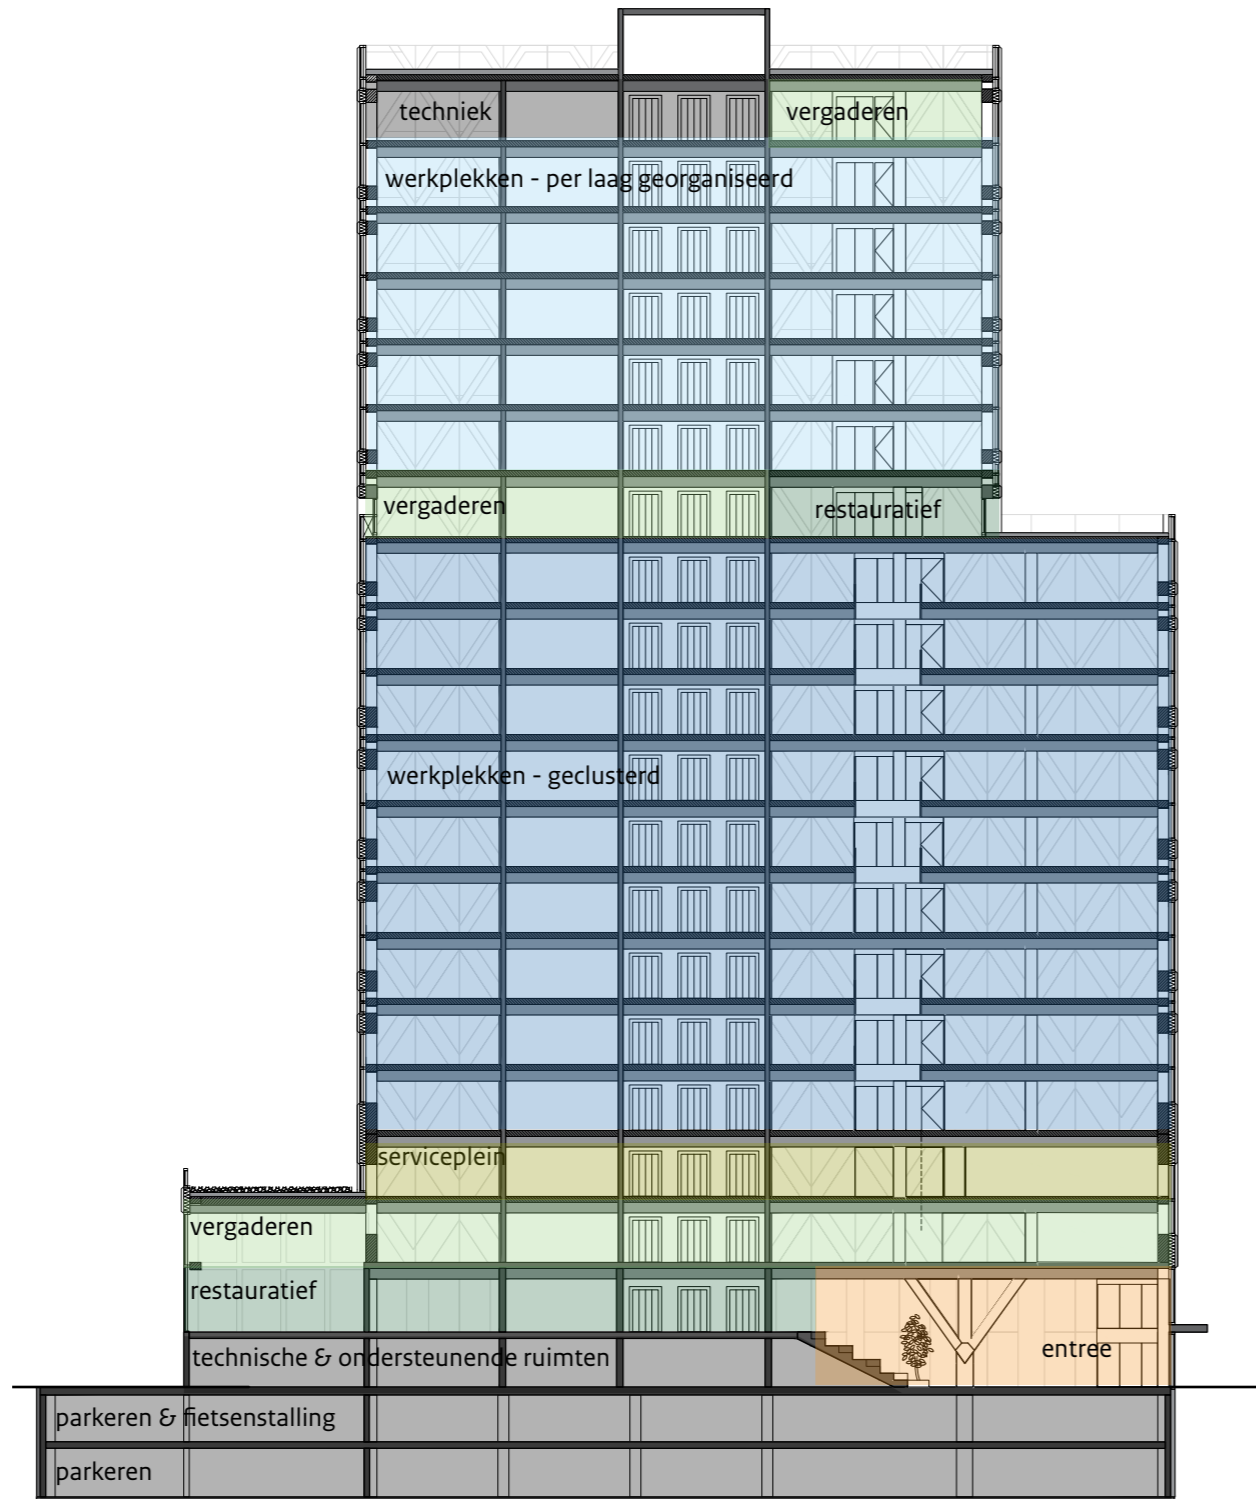 techniek
vergaderen
werkplekken - per laag georganiseerd
vergaderen
restauratief
werkplekken - geclusterd
serviceplein
vergaderen
restauratief
entree
technische & ondersteunende ruimten
parkeren & fietsenstalling
parkeren